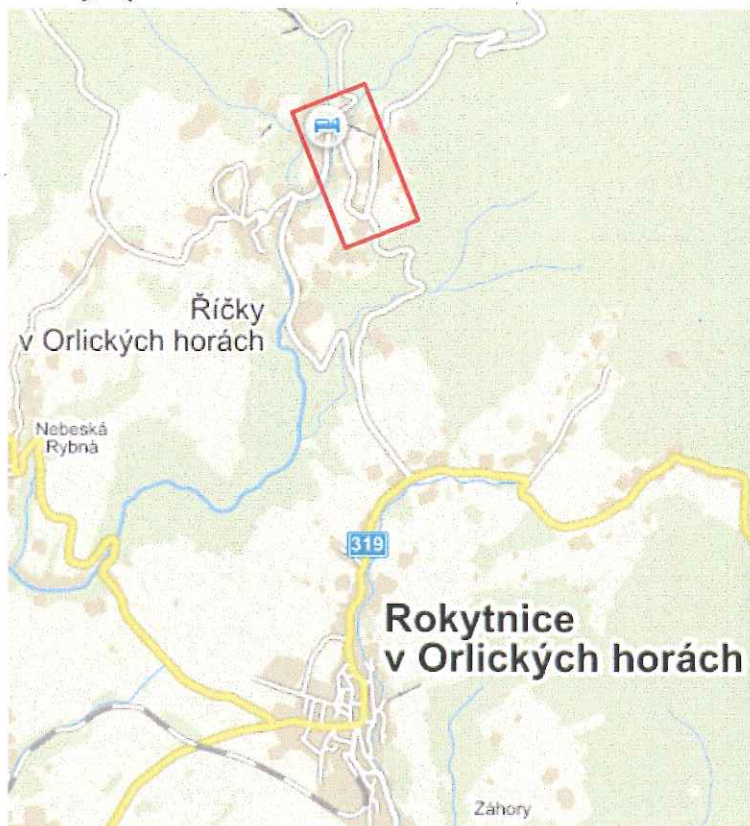 Říčky
v Orlických horách
Nebeská
Rybná
319
Rokytnice
v Orlických horách
Záhory